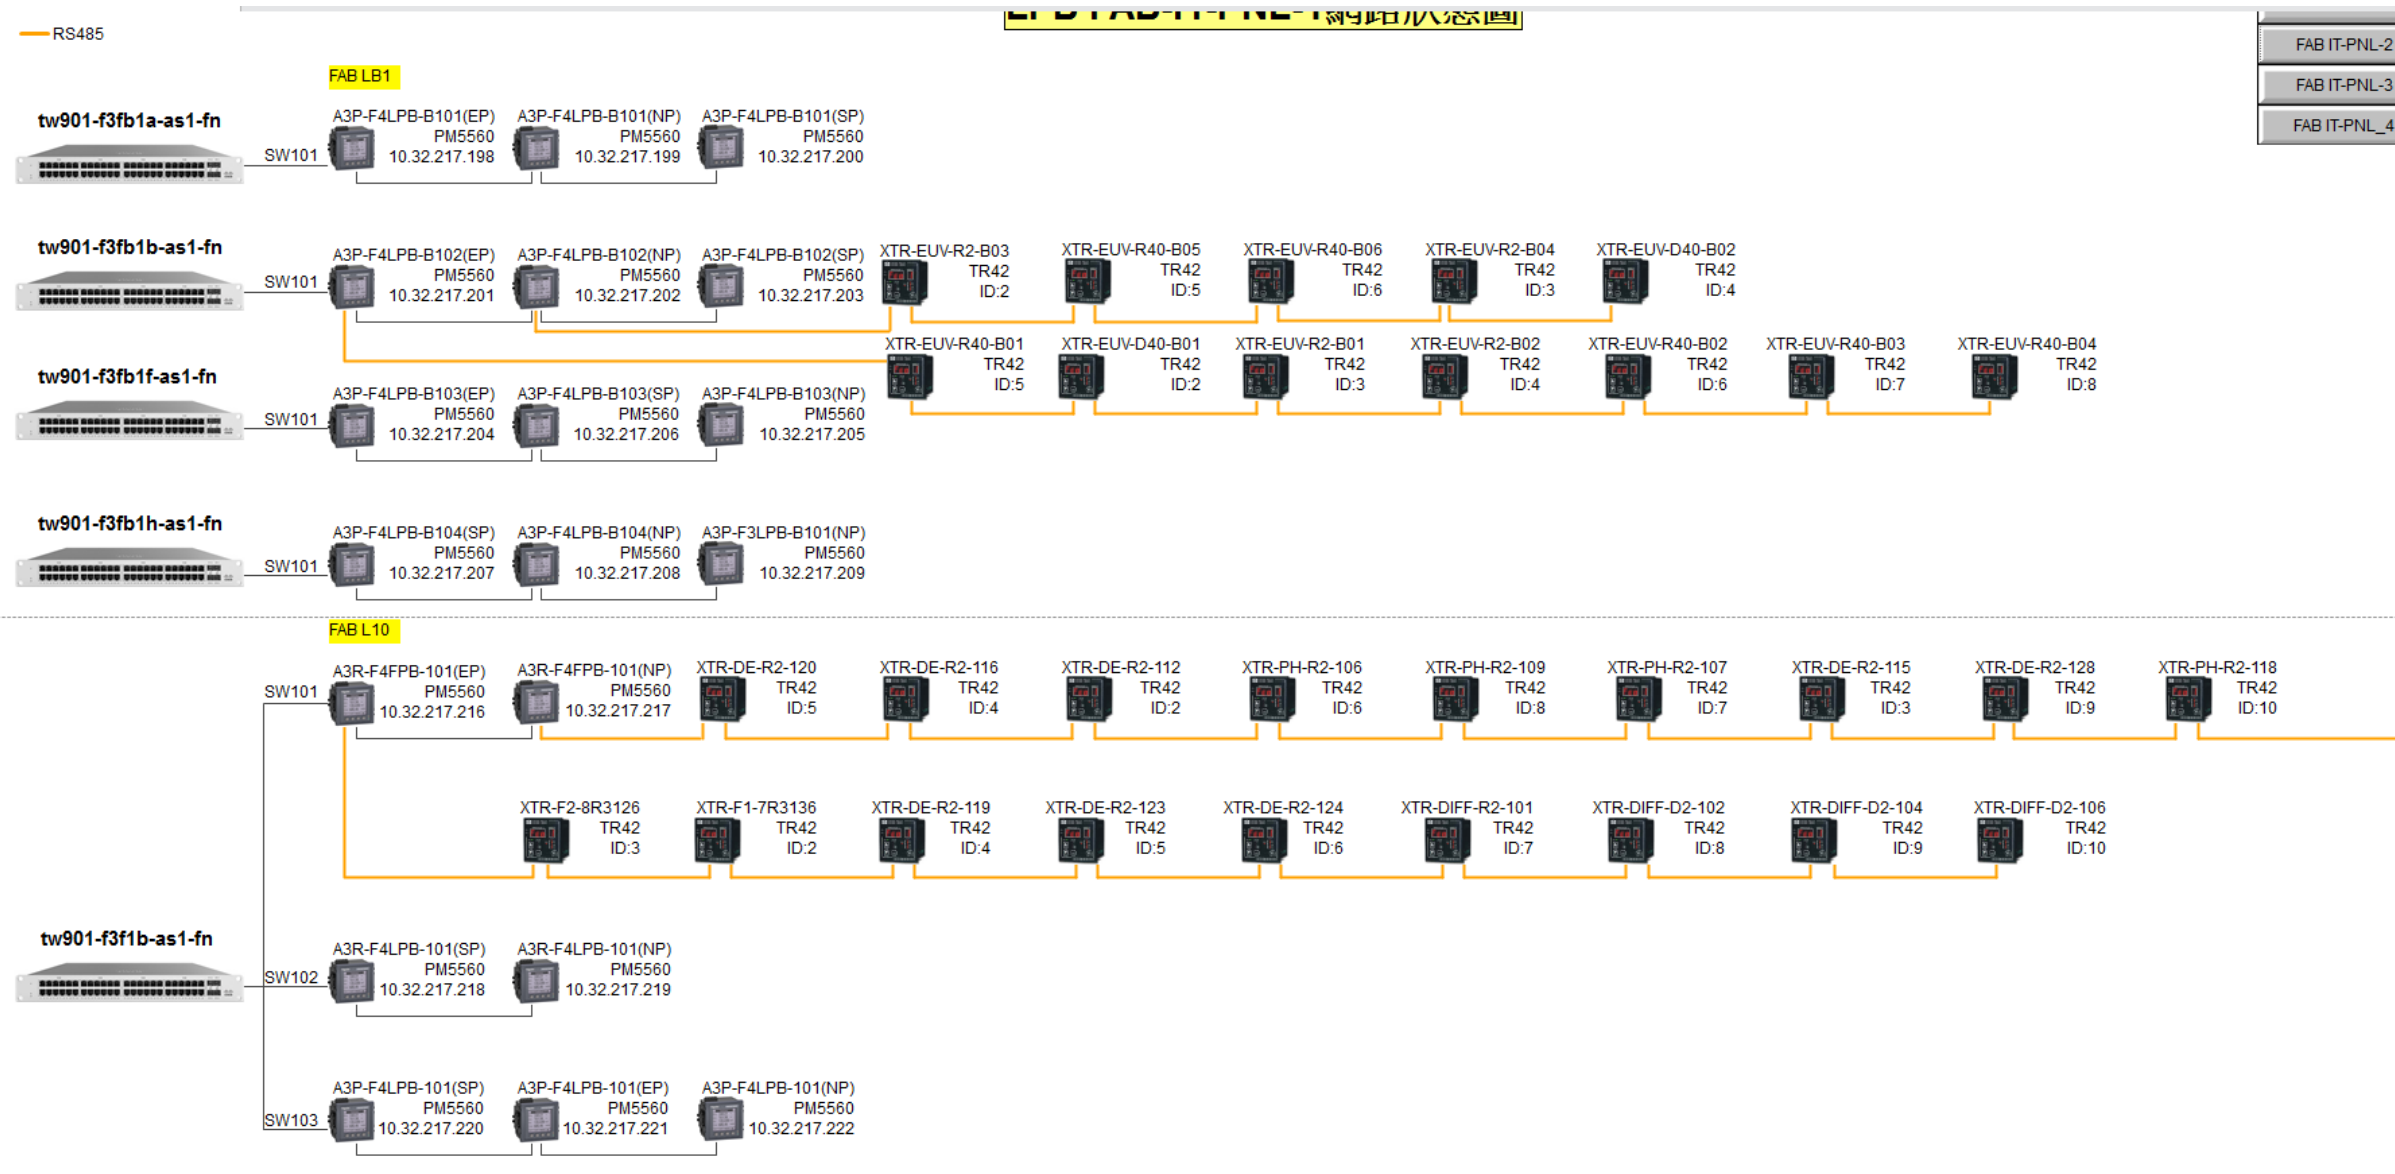 RS485
FAB IT-PNL-2
FAB IT-PNL-3
FAB IT-PNL_4
FAB LB1
tw901-f3fb1a-as1-fn
SW101
A3P-F4LPB-B101(EP)
PM5560
10.32.217.198
A3P-F4LPB-B101(NP)
PM5560
10.32.217.199
A3P-F4LPB-B101(SP)
PM5560
10.32.217.200
tw901-f3fb1b-as1-fn
SW101
A3P-F4LPB-B102(EP)
PM5560
10.32.217.201
A3P-F4LPB-B102(NP)
PM5560
10.32.217.202
A3P-F4LPB-B102(SP)
PM5560
10.32.217.203
XTR-EUV-R2-B03
TR42
ID:2
XTR-EUV-R40-B05
TR42
ID:5
XTR-EUV-R40-B06
TR42
ID:6
XTR-EUV-R2-B04
TR42
ID:3
XTR-EUV-D40-B02
TR42
ID:4
XTR-EUV-R40-B01
TR42
ID:5
XTR-EUV-D40-B01
TR42
ID:2
XTR-EUV-R2-B01
TR42
ID:3
XTR-EUV-R2-B02
TR42
ID:4
XTR-EUV-R40-B02
TR42
ID:6
XTR-EUV-R40-B03
TR42
ID:7
XTR-EUV-R40-B04
TR42
ID:8
tw901-f3fb1f-as1-fn
SW101
A3P-F4LPB-B103(EP)
PM5560
10.32.217.204
A3P-F4LPB-B103(SP)
PM5560
10.32.217.206
A3P-F4LPB-B103(NP)
PM5560
10.32.217.205
tw901-f3fb1h-as1-fn
SW101
A3P-F4LPB-B104(SP)
PM5560
10.32.217.207
A3P-F4LPB-B104(NP)
PM5560
10.32.217.208
A3P-F3LPB-B101(NP)
PM5560
10.32.217.209
FAB L10
SW101
A3R-F4FPB-101(EP)
PM5560
10.32.217.216
A3R-F4FPB-101(NP)
PM5560
10.32.217.217
XTR-DE-R2-120
TR42
ID:5
XTR-DE-R2-116
TR42
ID:4
XTR-DE-R2-112
TR42
ID:2
XTR-PH-R2-106
TR42
ID:6
XTR-PH-R2-109
TR42
ID:8
XTR-PH-R2-107
TR42
ID:7
XTR-DE-R2-115
TR42
ID:3
XTR-DE-R2-128
TR42
ID:9
XTR-PH-R2-118
TR42
ID:10
XTR-F2-8R3126
TR42
ID:3
XTR-F1-7R3136
TR42
ID:2
XTR-DE-R2-119
TR42
ID:4
XTR-DE-R2-123
TR42
ID:5
XTR-DE-R2-124
TR42
ID:6
XTR-DIFF-R2-101
TR42
ID:7
XTR-DIFF-D2-102
TR42
ID:8
XTR-DIFF-D2-104
TR42
ID:9
XTR-DIFF-D2-106
TR42
ID:10
tw901-f3f1b-as1-fn
SW102
A3R-F4LPB-101(SP)
PM5560
10.32.217.218
A3R-F4LPB-101(NP)
PM5560
10.32.217.219
SW103
A3P-F4LPB-101(SP)
PM5560
10.32.217.220
A3P-F4LPB-101(EP)
PM5560
10.32.217.221
A3P-F4LPB-101(NP)
PM5560
10.32.217.222